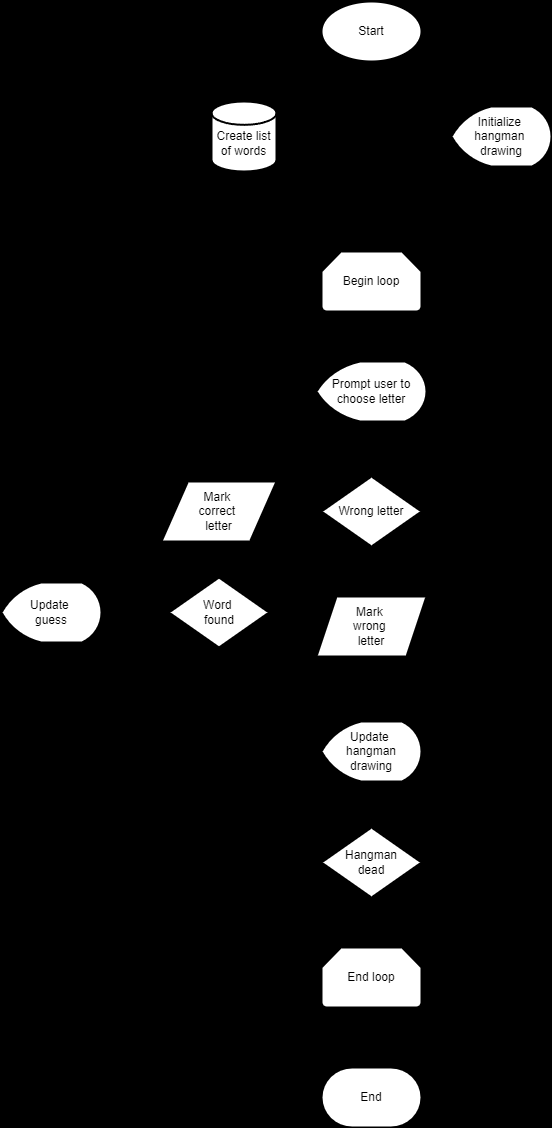 Start
Create list
of words
Initialize
hangman
drawing
Begin loop
Prompt user to
choose letter
Mark
correct
letter
Wrong letter
Update
guess
Word
found
Mark
wrong
letter
Update
hangman
drawing
Hangman
dead
End loop
End